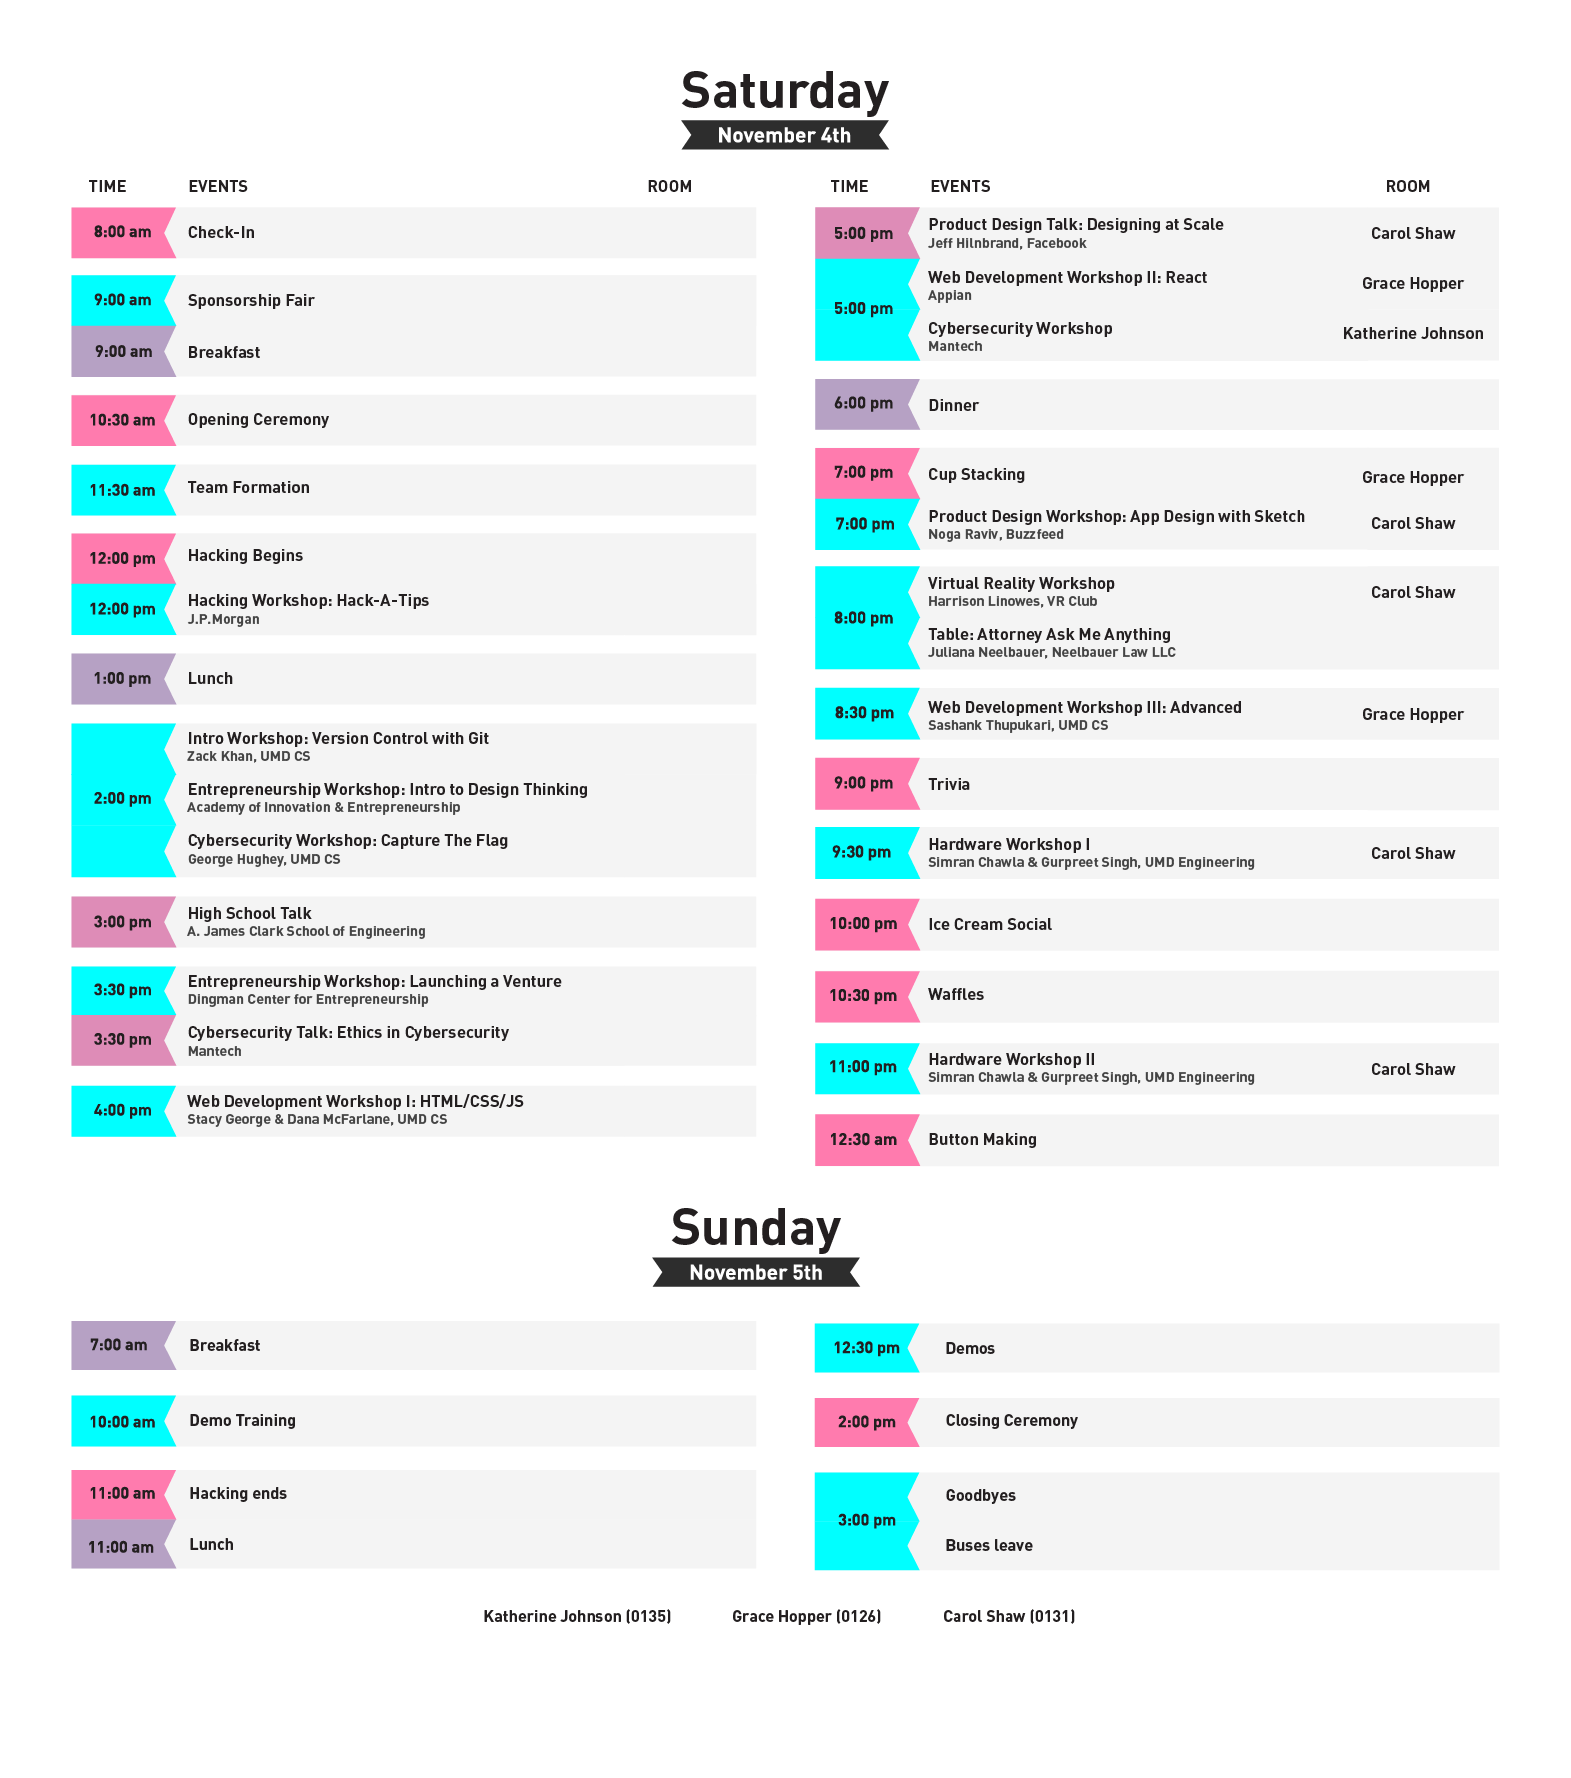 Saturday
November 4th
TIME EVENTS ROOM
8:00 am Check-In
9:00 am Sponsorship Fair
9:00 am Breakfast
10:30 am Opening Ceremony
11:30 am Team Formation
12:00 pm Hacking Begins
12:00 pm Hacking Workshop: Hack-A-Tips
J.P.Morgan
1:00 pm Lunch
2:00 pm
Intro Workshop: Version Control with Git
Zack Khan, UMD CS
Entrepreneurship Workshop: Intro to Design Thinking
Academy of Innovation & Entrepreneurship
Cybersecurity Workshop: Capture The Flag
George Hughey, UMD CS
3:00 pm High School Talk
A. James Clark School of Engineering
3:30 pm Entrepreneurship Workshop: Launching a Venture
Dingman Center for Entrepreneurship
3:30 pm Cybersecurity Talk: Ethics in Cybersecurity
Mantech
4:00 pm Web Development Workshop I: HTML/CSS/JS
Stacy George & Dana McFarlane, UMD CS
TIME EVENTS ROOM
5:00 pm Product Design Talk: Designing at Scale Carol Shaw
Jeff Hilnbrand, Facebook
5:00 pm
Web Development Workshop II: React Grace Hopper
Appian
Cybersecurity Workshop Katherine Johnson
Mantech
6:00 pm Dinner
7:00 pm Cup Stacking Grace Hopper
7:00 pm Product Design Workshop: App Design with Sketch Carol Shaw
Noga Raviv, Buzzfeed
8:00 pm
Virtual Reality Workshop Carol Shaw
Harrison Linowes, VR Club
Table: Attorney Ask Me Anything
Juliana Neelbauer, Neelbauer Law LLC
8:30 pm Web Development Workshop III: Advanced Grace Hopper
Sashank Thupukari, UMD CS
9:00 pm Trivia
9:30 pm Hardware Workshop I Carol Shaw
Simran Chawla & Gurpreet Singh, UMD Engineering
10:00 pm Ice Cream Social
10:30 pm Waffles
11:00 pm Hardware Workshop II Carol Shaw
Simran Chawla & Gurpreet Singh, UMD Engineering
12:30 am Button Making
Sunday
November 5th
7:00 am Breakfast
10:00 am Demo Training
11:00 am Hacking ends
11:00 am Lunch
12:30 pm Demos
2:00 pm Closing Ceremony
3:00 pm
Goodbyes
Buses leave
Katherine Johnson (0135) Grace Hopper (0126) Carol Shaw (0131)